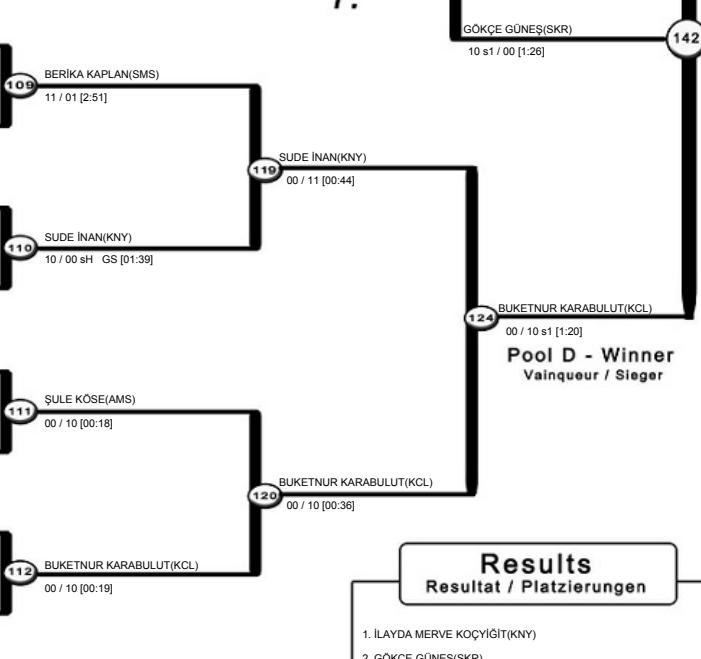 GÖKÇE GÜNEŞ(SKR)
142
10 s1 / 00 [1:26]
BERİKA KAPLAN(SMS)
109
11 / 01 [2:51]
SUDE İNAN(KNY)
119
00 / 11 [00:44]
SUDE İNAN(KNY)
110
10 / 00 sH GS [01:39]
BUKETNUR KARABULUT(KCL)
124
00 / 10 s1 [1:20]
Pool D - Winner
Vainqueur / Sieger
ŞULE KÖSE(AMS)
111
00 / 10 [00:18]
BUKETNUR KARABULUT(KCL)
120
00 / 10 [00:36]
BUKETNUR KARABULUT(KCL)
112
00 / 10 [00:19]
Results
Resultat / Platzierungen
1. İLAYDA MERVE KOÇYİĞİT(KNY)
2. GÖKÇE GÜNEŞ(SKR)